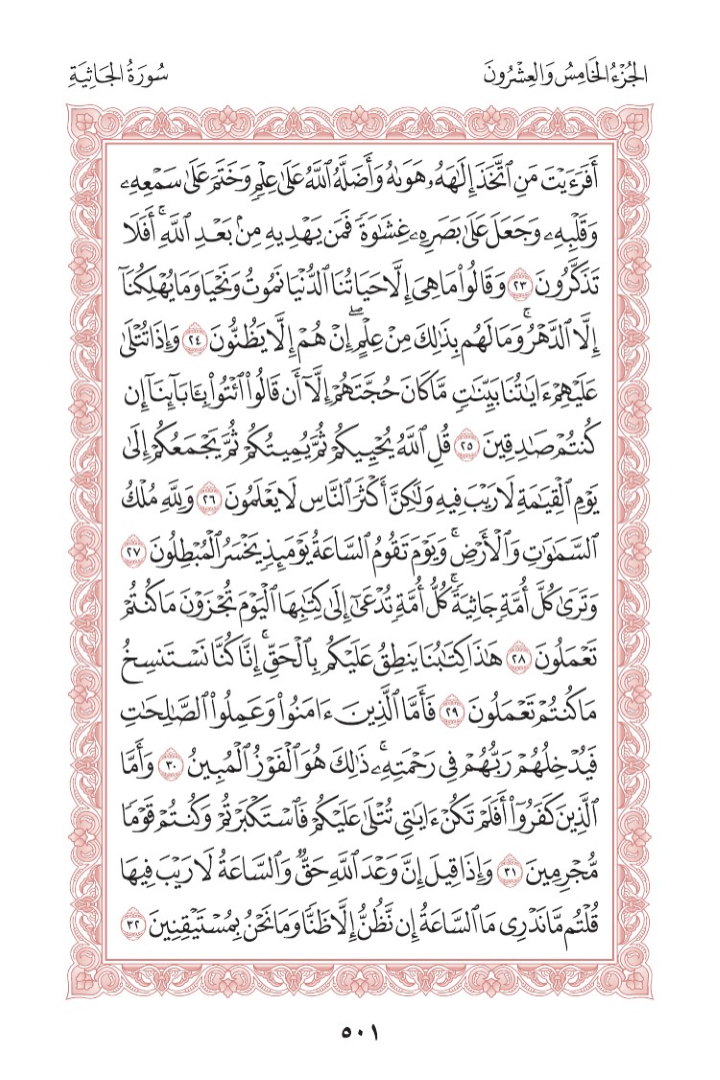 الجُزْءُ الخَامِسُ وَالعِشْرُونَ
سُورَةُ الجَاثِيَةِ
أَفَرَءَيْتَ مَنِ ٱتَّخَذَ إِلَٰهَهُۥ هَوَىٰهُ وَأَضَلَّهُ ٱللَّهُ عَلَىٰ عِلْمٍ وَخَتَمَ عَلَىٰ سَمْعِهِۦ
وَقَلْبِهِۦ وَجَعَلَ عَلَىٰ بَصَرِهِۦ غِشَٰوَةً فَمَن يَهْدِيهِ مِنۢ بَعْدِ ٱللَّهِۚ أَفَلَا
تَذَكَّرُونَ ٢٣ وَقَالُوا۟ مَا هِىَ إِلَّا حَيَاتُنَا ٱلدُّنْيَا نَمُوتُ وَنَحْيَا وَمَا يُهْلِكُنَآ
إِلَّا ٱلدَّهْرُۚ وَمَا لَهُم بِذَٰلِكَ مِنْ عِلْمٍۖ إِنْ هُمْ إِلَّا يَظُنُّونَ ٢٤ وَإِذَا تُتْلَىٰ
عَلَيْهِمْ ءَايَٰتُنَا بَيِّنَٰتٍ مَّا كَانَ حُجَّتَهُمْ إِلَّآ أَن قَالُوا۟ ٱئْتُوا۟ بِـَٔابَآئِنَآ إِن
كُنتُمْ صَٰدِقِينَ ٢٥ قُلِ ٱللَّهُ يُحْيِيكُمْ ثُمَّ يُمِيتُكُمْ ثُمَّ يَجْمَعُكُمْ إِلَىٰ
يَوْمِ ٱلْقِيَٰمَةِ لَا رَيْبَ فِيهِ وَلَٰكِنَّ أَكْثَرَ ٱلنَّاسِ لَا يَعْلَمُونَ ٢٦ وَلِلَّهِ مُلْكُ
ٱلسَّمَٰوَٰتِ وَٱلْأَرْضِۚ وَيَوْمَ تَقُومُ ٱلسَّاعَةُ يَوْمَئِذٍ يَخْسَرُ ٱلْمُبْطِلُونَ ٢٧
وَتَرَىٰ كُلَّ أُمَّةٍ جَاثِيَةًۚ كُلُّ أُمَّةٍ تُدْعَىٰٓ إِلَىٰ كِتَٰبِهَا ٱلْيَوْمَ تُجْزَوْنَ مَا كُنتُمْ
تَعْمَلُونَ ٢٨ هَٰذَا كِتَٰبُنَا يَنطِقُ عَلَيْكُم بِٱلْحَقِّۚ إِنَّا كُنَّا نَسْتَنسِخُ
مَا كُنتُمْ تَعْمَلُونَ ٢٩ فَأَمَّا ٱلَّذِينَ ءَامَنُوا۟ وَعَمِلُوا۟ ٱلصَّٰلِحَٰتِ
فَيُدْخِلُهُمْ رَبُّهُمْ فِى رَحْمَتِهِۦۚ ذَٰلِكَ هُوَ ٱلْفَوْزُ ٱلْمُبِينُ ٣٠ وَأَمَّا
ٱلَّذِينَ كَفَرُوٓا۟ أَفَلَمْ تَكُنْ ءَايَٰتِى تُتْلَىٰ عَلَيْكُمْ فَٱسْتَكْبَرْتُمْ وَكُنتُمْ قَوْمًا
مُّجْرِمِينَ ٣١ وَإِذَا قِيلَ إِنَّ وَعْدَ ٱللَّهِ حَقٌّ وَٱلسَّاعَةُ لَا رَيْبَ فِيهَا
قُلْتُم مَّا نَدْرِى مَا ٱلسَّاعَةُ إِن نَّظُنُّ إِلَّا ظَنًّا وَمَا نَحْنُ بِمُسْتَيْقِنِينَ ٣٢
٥٠١